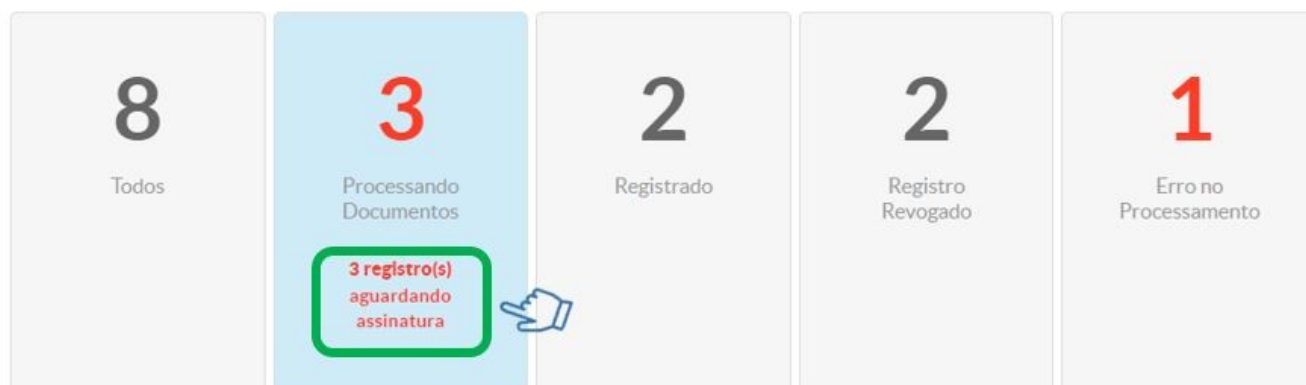 8
Todos
3
Processando
Documentos
3 registro(s)
aguardando
assinatura
2
Registrado
2
Registro
Revogado
1
Erro no
Processamento